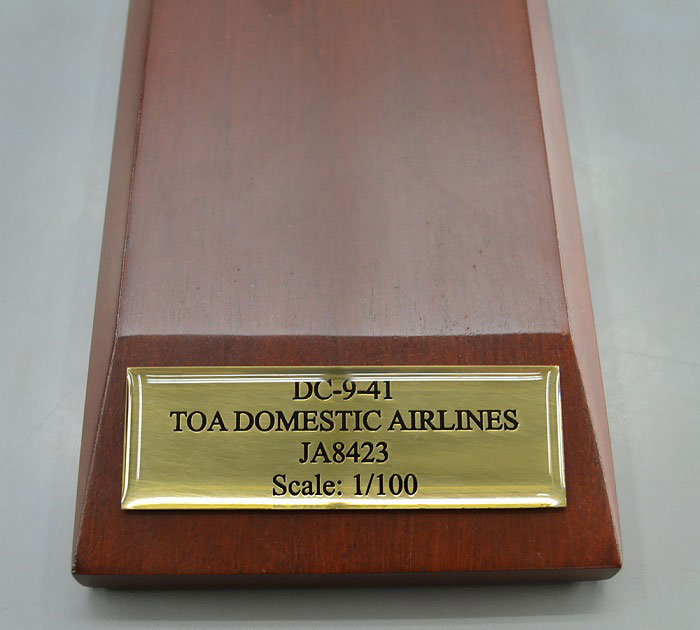 DC-9-41
TOA DOMESTIC AIRLINES
JA8423
Scale: 1/100